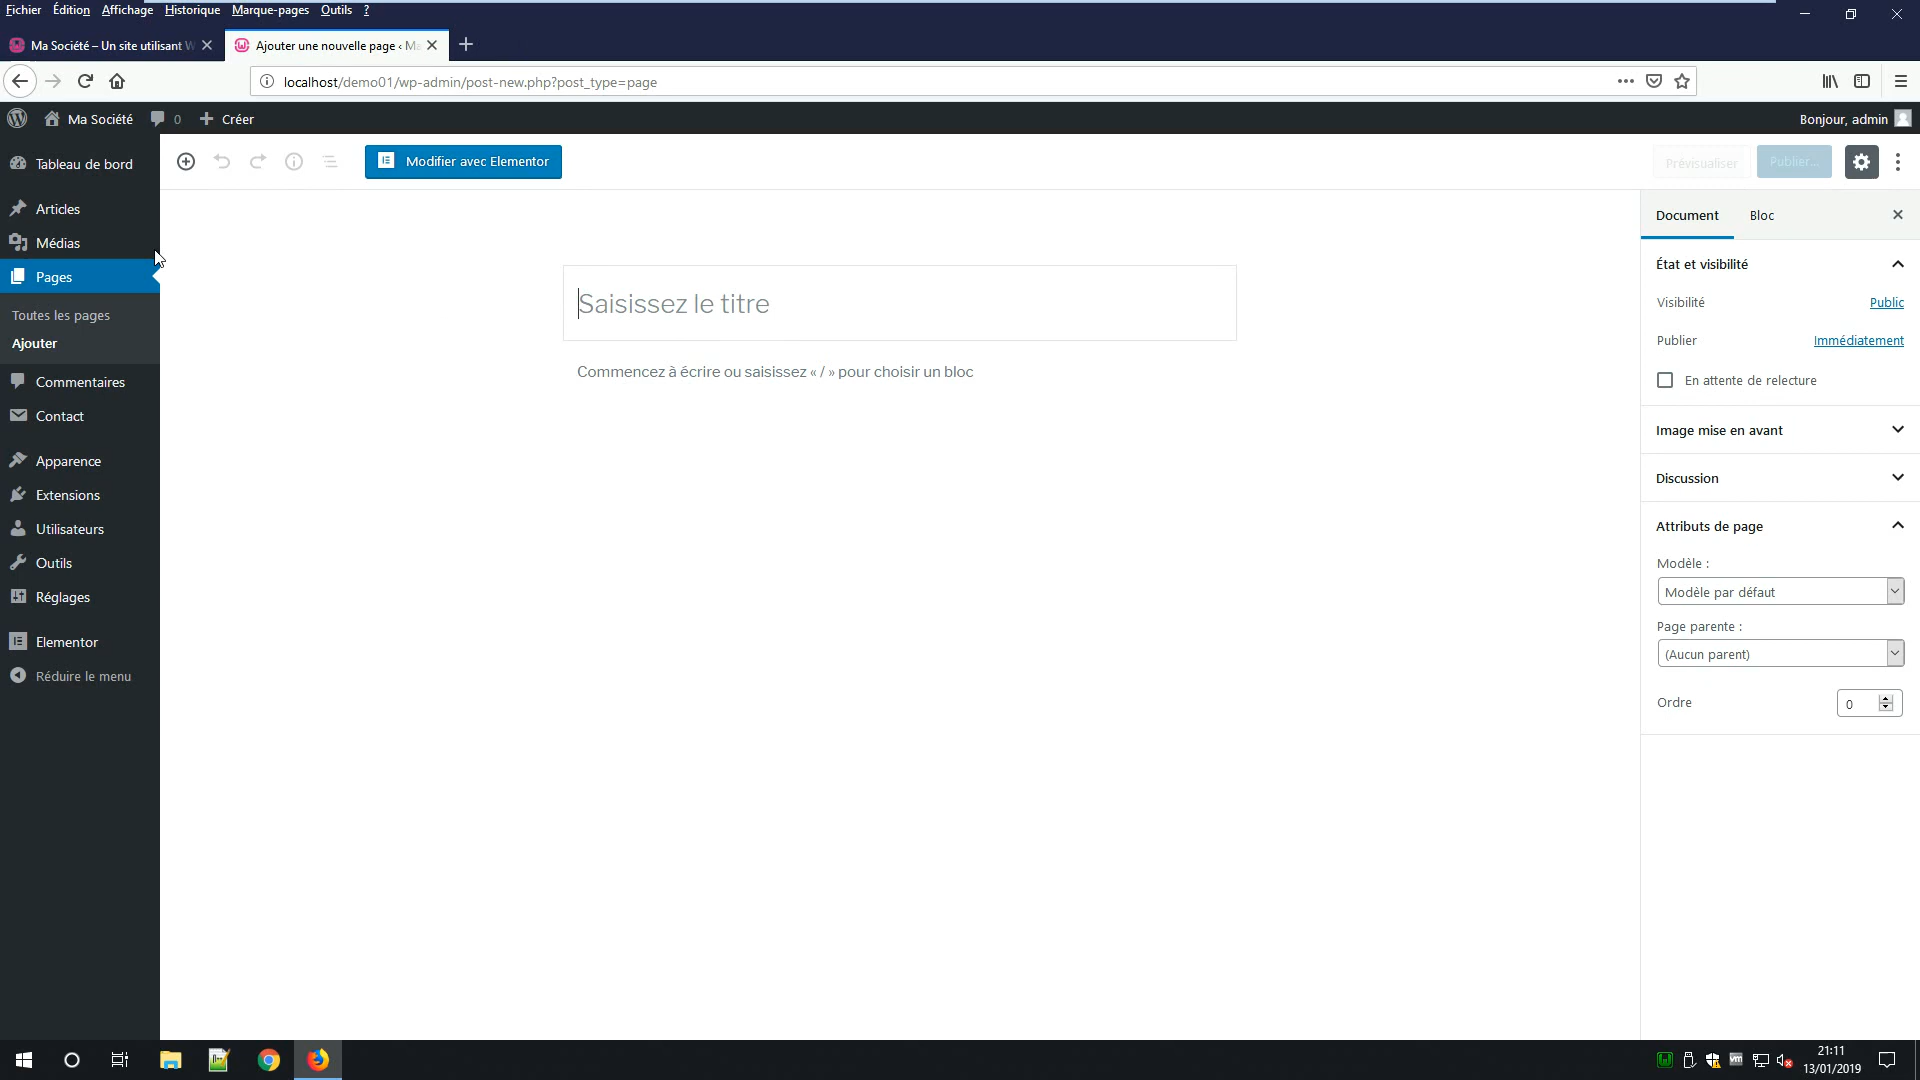 Fichier Édition Affichage Historique Marque-pages Outils ?
Ma Société – Un site utilisant W
Ajouter une nouvelle page ‹ Ma
localhost/demo01/wp-admin/post-new.php?post_type=page
Ma Société 0 Créer
Bonjour, admin
Tableau de bord
Articles
Médias
Pages
Toutes les pages
Ajouter
Commentaires
Contact
Apparence
Extensions
Utilisateurs
Outils
Réglages
Elementor
Réduire le menu
Modifier avec Elementor
Prévisualiser
Publier...
Saisissez le titre
Commencez à écrire ou saisissez « / » pour choisir un bloc
Document Bloc
État et visibilité
Visibilité Public
Publier Immédiatement
En attente de relecture
Image mise en avant
Discussion
Attributs de page
Modèle :
Modèle par défaut
Page parente :
(Aucun parent)
Ordre 0
21:11
13/01/2019